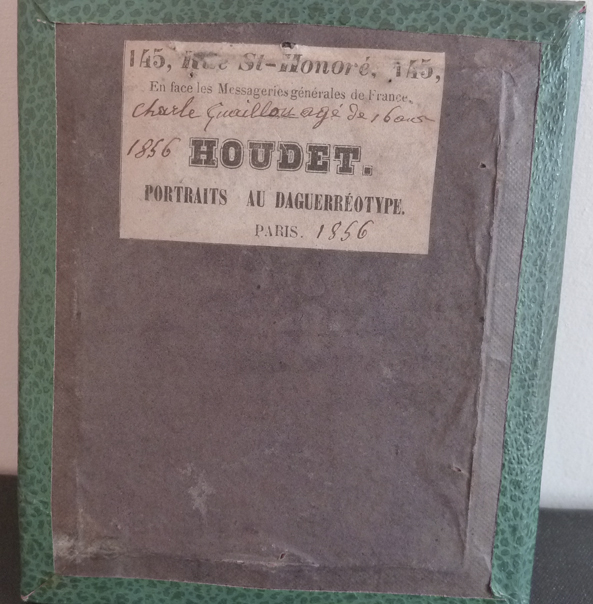 145, Rue St-Honoré, 145,
En face les Messageries générales de France.
Charle Guaillou agé de 16 ans
1856 HOUDET.
PORTRAITS AU DAGUERRÉOTYPE.
PARIS. 1856